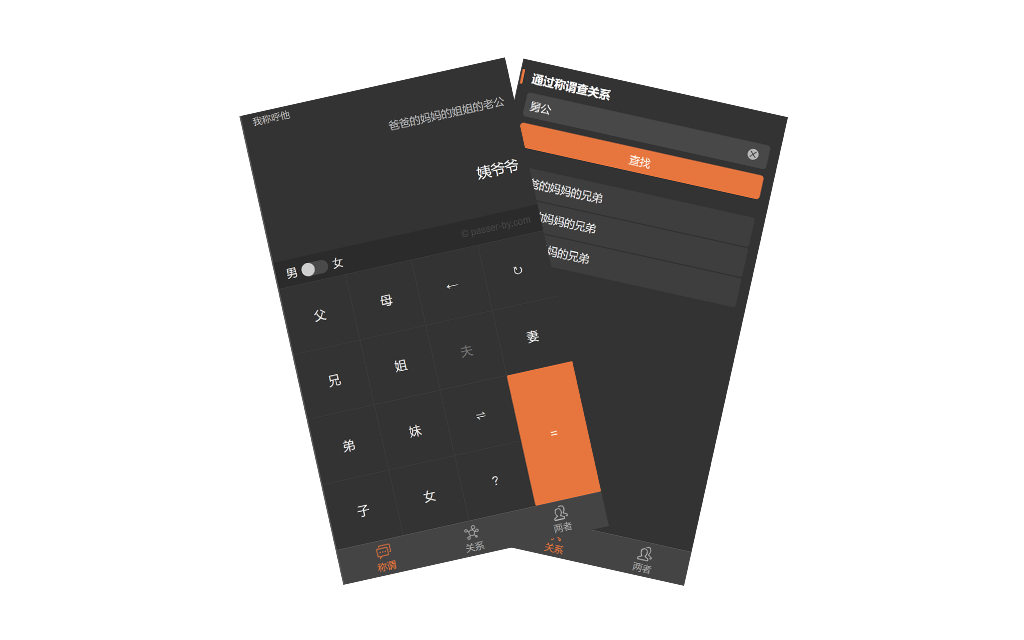 我称呼他
爸爸的妈妈的姐姐的老公
姨爷爷
© passer-by.com
男 女
父 母 ← ↻
兄 姐 夫 妻
弟 妹 ⇌ =
子 女 ?
称谓 关系 两者
通过称谓查关系
舅公
查找
爸的妈妈的兄弟
的妈妈的兄弟
妈的兄弟
关系 两者